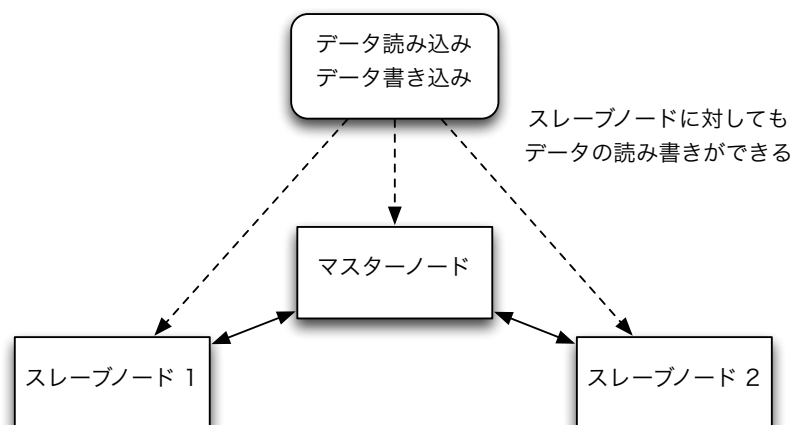 データ読み込み
データ書き込み
スレーブノードに対しても
データの読み書きができる
マスターノード
スレーブノード 1
スレーブノード 2